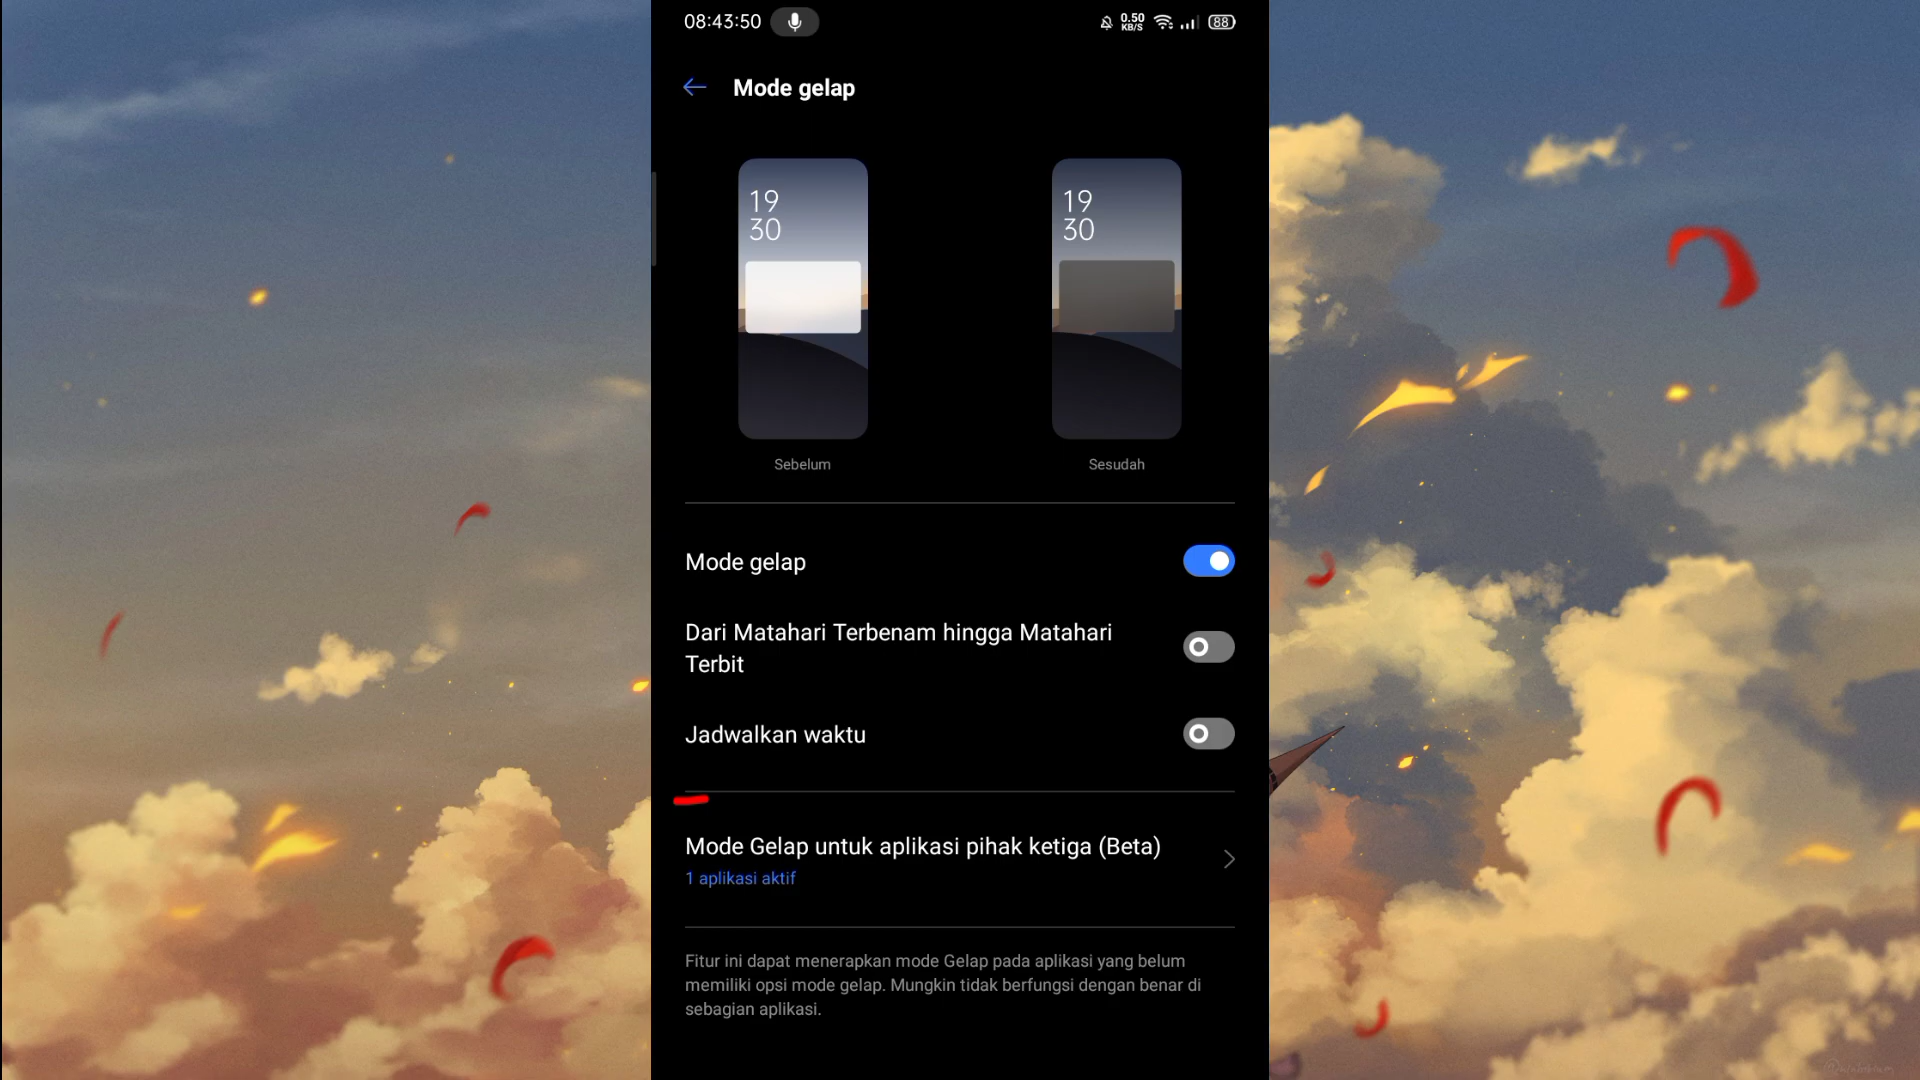 08:43:50
0.50
KB/S
88
Mode gelap
19
30
19
30
Sebelum
Sesudah
Mode gelap
Dari Matahari Terbenam hingga Matahari
Terbit
Jadwalkan waktu
Mode Gelap untuk aplikasi pihak ketiga (Beta)
1 aplikasi aktif
Fitur ini dapat menerapkan mode Gelap pada aplikasi yang belum
memiliki opsi mode gelap. Mungkin tidak berfungsi dengan benar di
sebagian aplikasi.